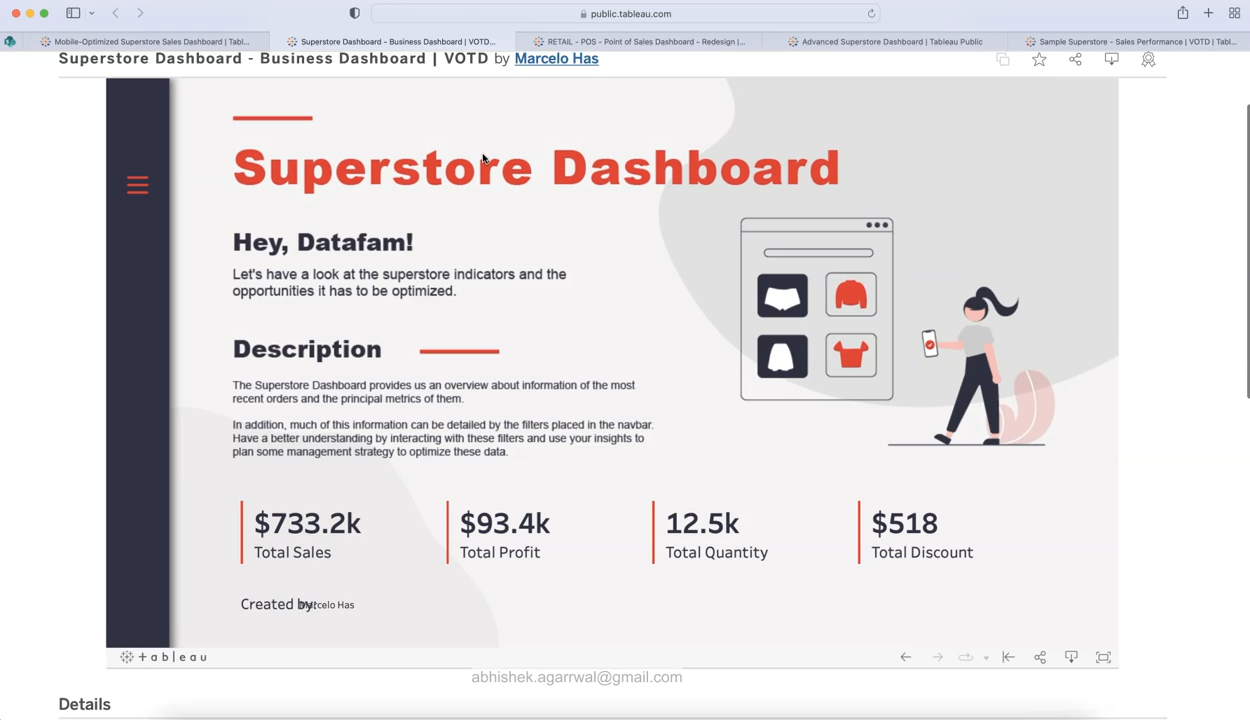 public.tableau.com
Mobile-Optimized Superstore Sales Dashboard | Tabl...
Superstore Dashboard - Business Dashboard | VOTD...
RETAIL - POS - Point of Sales Dashboard - Redesign |...
Advanced Superstore Dashboard | Tableau Public
Sample Superstore - Sales Performance | VOTD | Tabl...
Superstore Dashboard - Business Dashboard | VOTD by Marcelo Has
Superstore Dashboard
Hey, Datafam!
Let's have a look at the superstore indicators and the
opportunities it has to be optimized.
Description
The Superstore Dashboard provides us an overview about information of the most
recent orders and the principal metrics of them.
In addition, much of this information can be detailed by the filters placed in the navbar.
Have a better understanding by interacting with these filters and use your insights to
plan some management strategy to optimize these data.
$733.2k
Total Sales
$93.4k
Total Profit
12.5k
Total Quantity
$518
Total Discount
Created by: Marcelo Has
+ a b | e a u
abhishek.agarrwal@gmail.com
Details